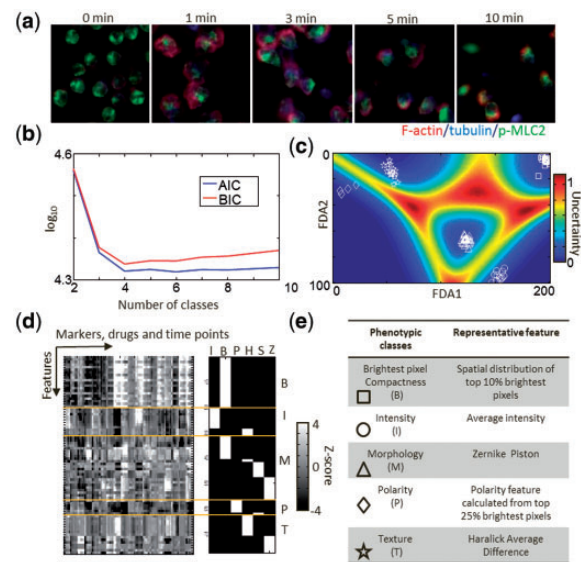 (a)
0 min 1 min 3 min 5 min 10 min
F-actin/tubulin/p-MLC2
(b)
4.6
log₁₀
4.3
AIC
BIC
2 4 6 8 10
Number of classes
(c)
0
FDA2
100
0 FDA1 200
1
0
Uncertainty
(d)
Markers, drugs and time points
Features
I B P H S Z
B
I
M
P
T
4
0
-4
Z-score
(e)
Phenotypic classes
Representative feature
Brightest pixel
Compactness
(B)
Spatial distribution of
top 10% brightest
pixels
Intensity
(I)
Average intensity
Morphology
(M)
Zernike Piston
Polarity
(P)
Polarity feature
calculated from top
25% brightest pixels
Texture
(T)
Haralick Average
Difference